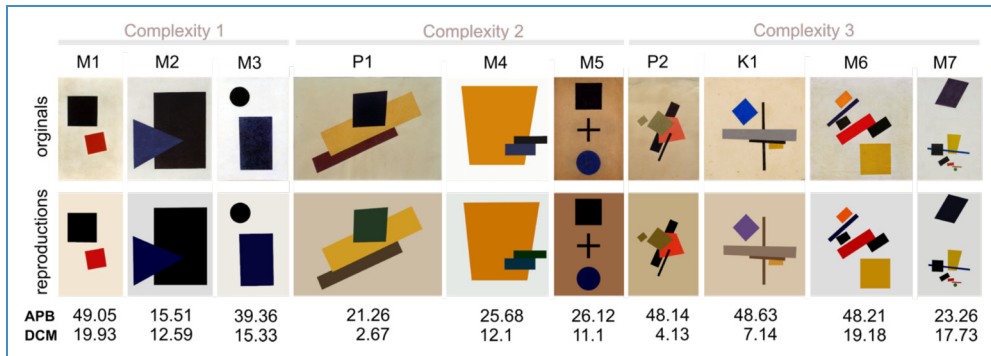 Complexity 1 Complexity 2 Complexity 3
M1 M2 M3 P1 M4 M5 P2 K1 M6 M7
orginals
reproductions
APB 49.05 15.51 39.36 21.26 25.68 26.12 48.14 48.63 48.21 23.26
DCM 19.93 12.59 15.33 2.67 12.1 11.1 4.13 7.14 19.18 17.73